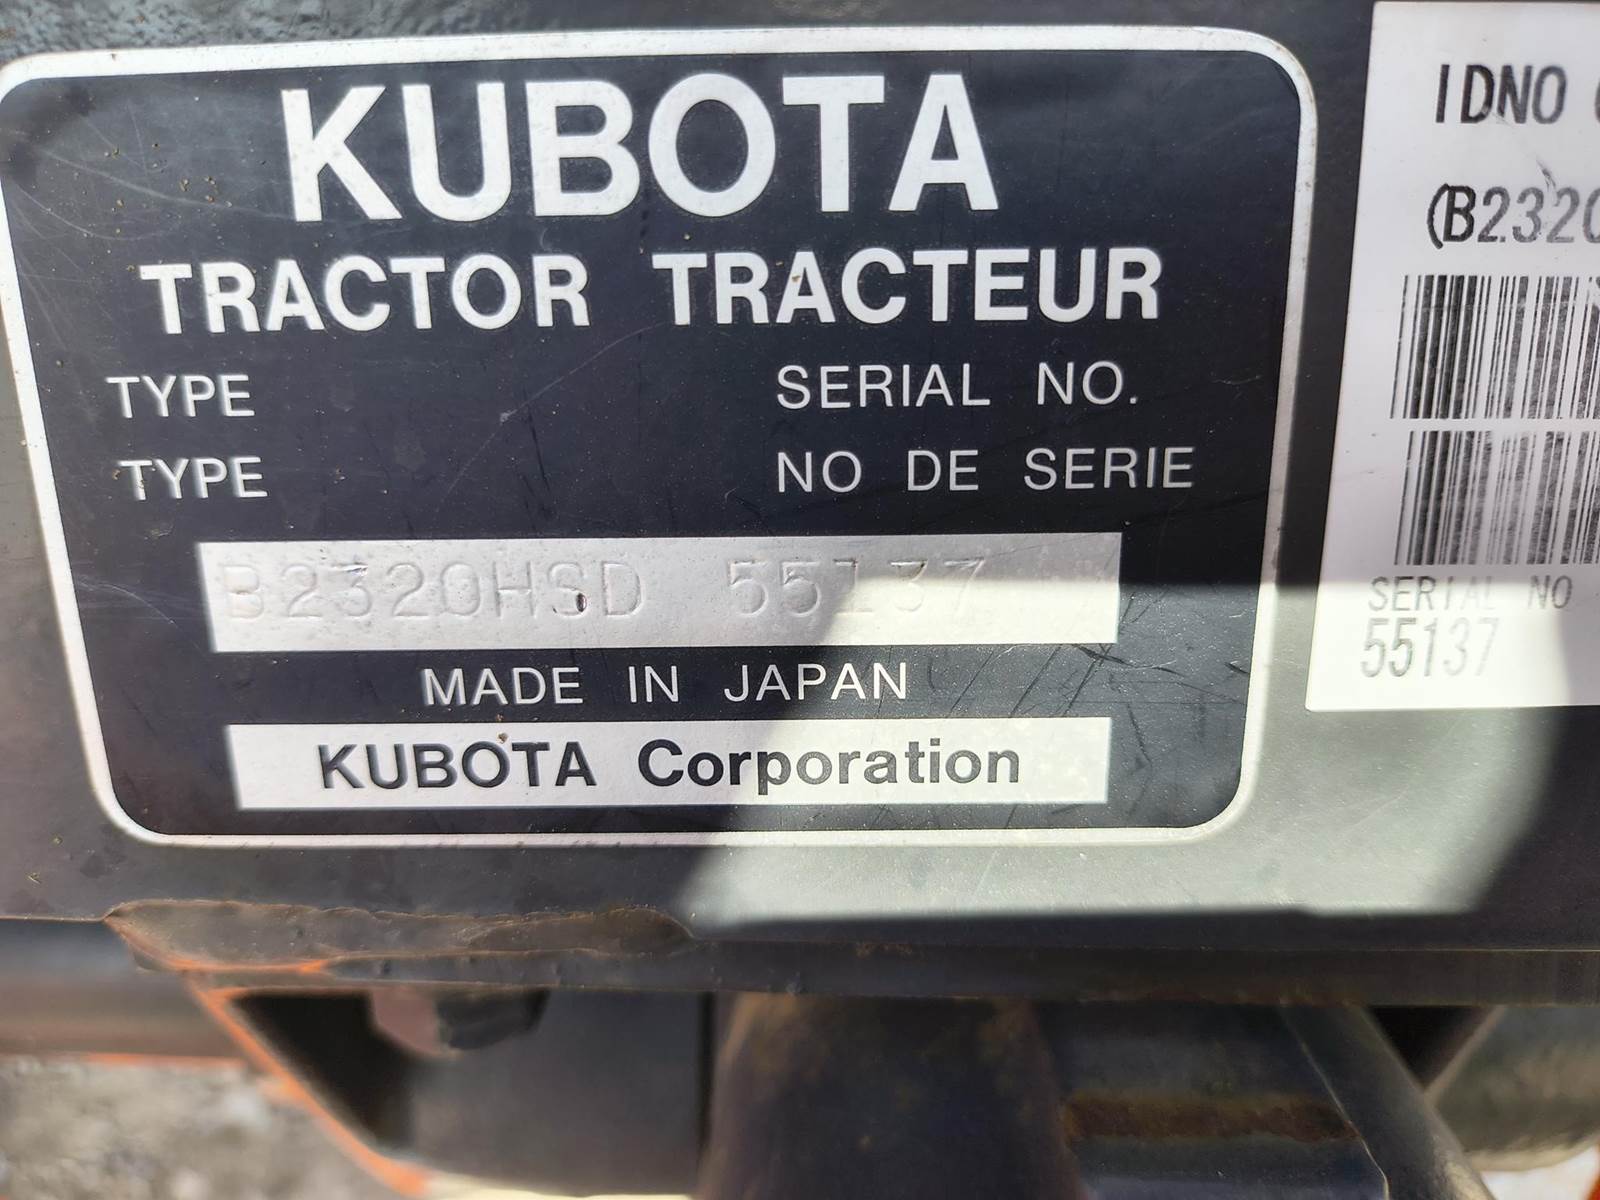 KUBOTA
TRACTOR TRACTEUR
TYPE SERIAL NO.
TYPE NO DE SERIE
B2320HSD 55137
MADE IN JAPAN
KUBOTA Corporation
IDNO
(B2320
SERIAL NO
55137